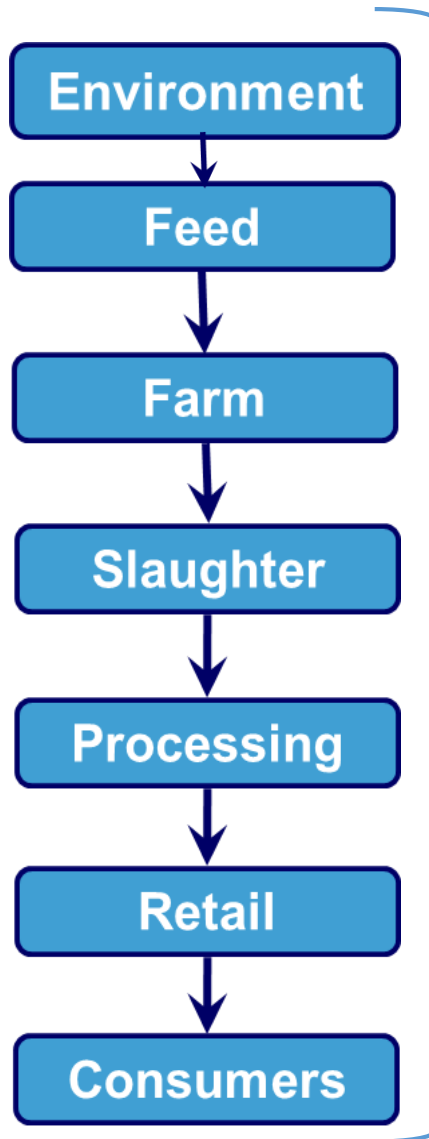 Environment
Feed
Farm
Slaughter
Processing
Retail
Consumers